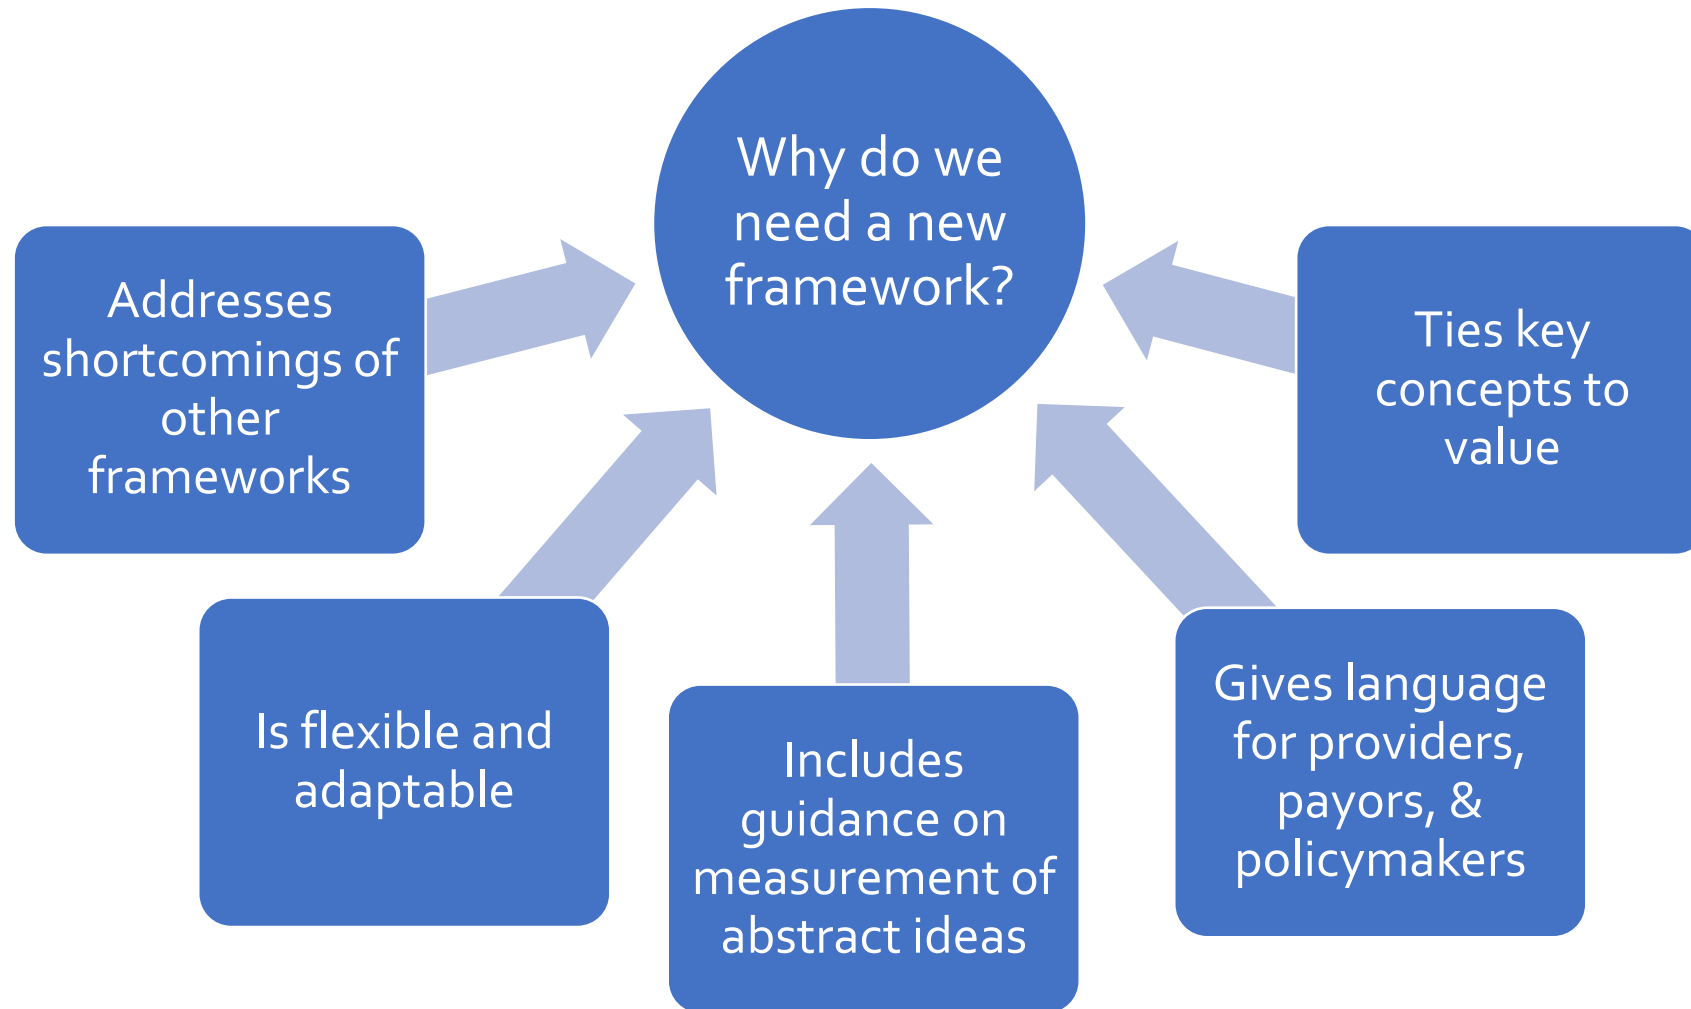 Why do we
need a new
framework?
Addresses
shortcomings of
other
frameworks
Is flexible and
adaptable
Includes
guidance on
measurement of
abstract ideas
Gives language
for providers,
payors, &
policymakers
Ties key
concepts to
value